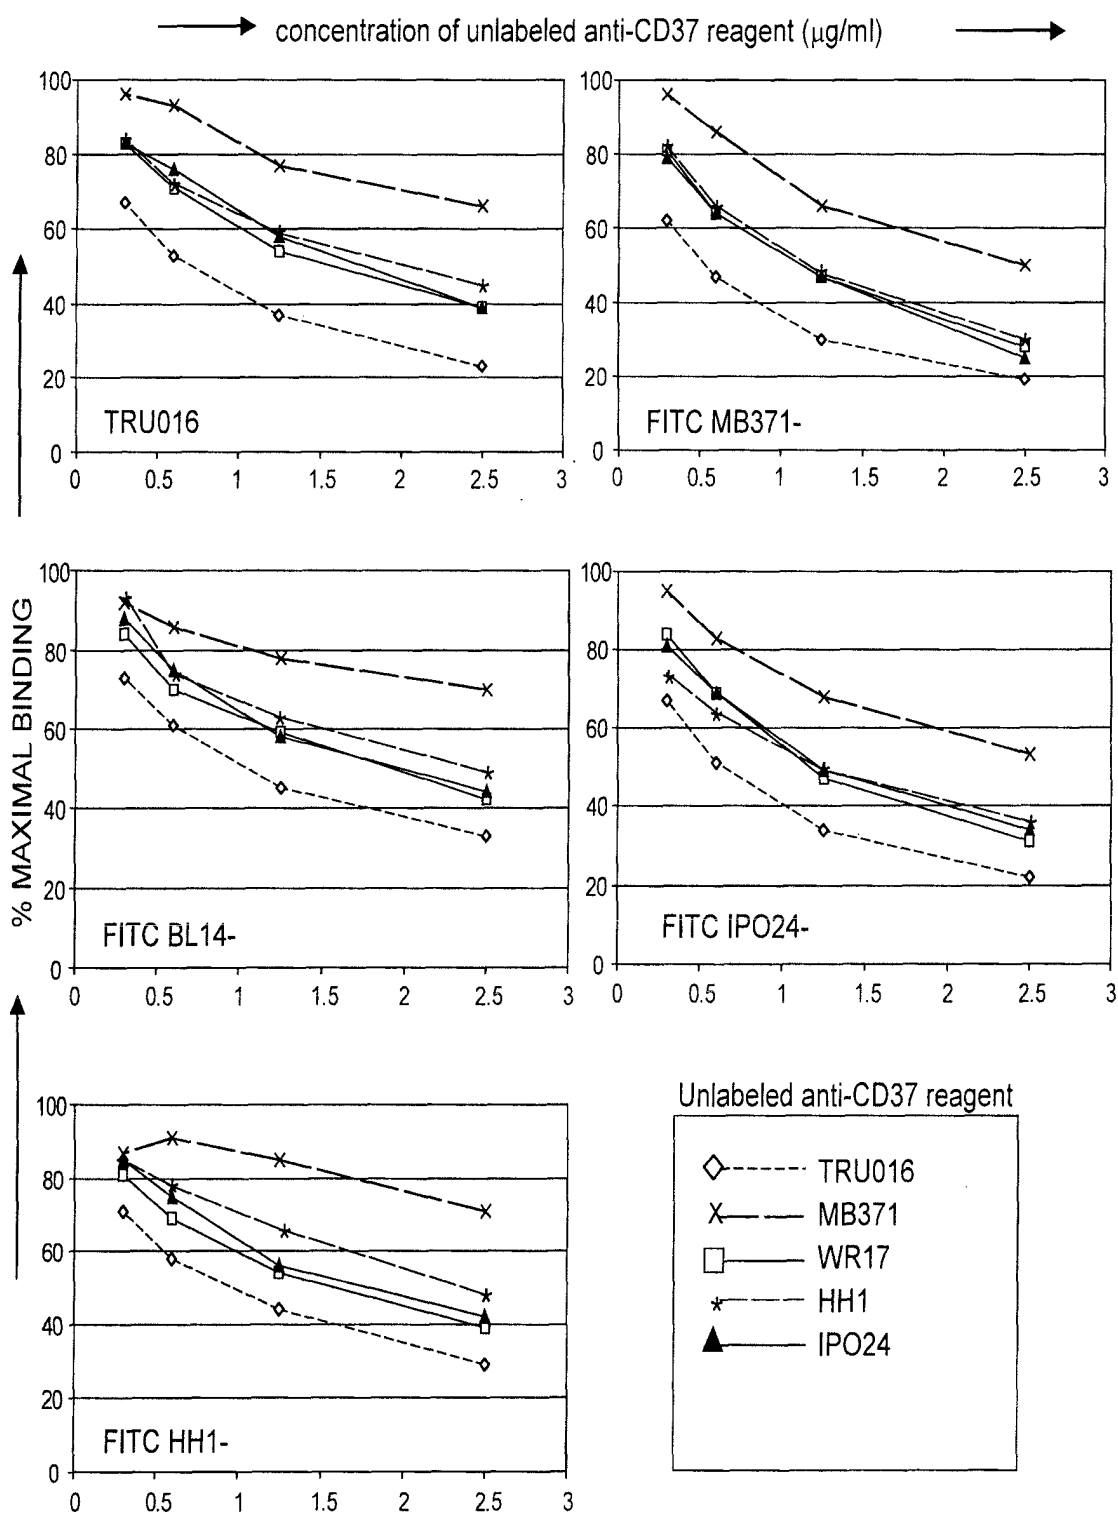 concentration of unlabeled anti-CD37 reagent (µg/ml)
% MAXIMAL BINDING
100
80
60
40
20
0
TRU016
0 0.5 1 1.5 2 2.5 3
100
80
60
40
20
0
FITC MB371-
0 0.5 1 1.5 2 2.5 3
100
80
60
40
20
0
FITC BL14-
0 0.5 1 1.5 2 2.5 3
100
80
60
40
20
0
FITC IPO24-
0 0.5 1 1.5 2 2.5 3
100
80
60
40
20
0
FITC HH1-
0 0.5 1 1.5 2 2.5 3
Unlabeled anti-CD37 reagent
TRU016
MB371
WR17
HH1
IPO24